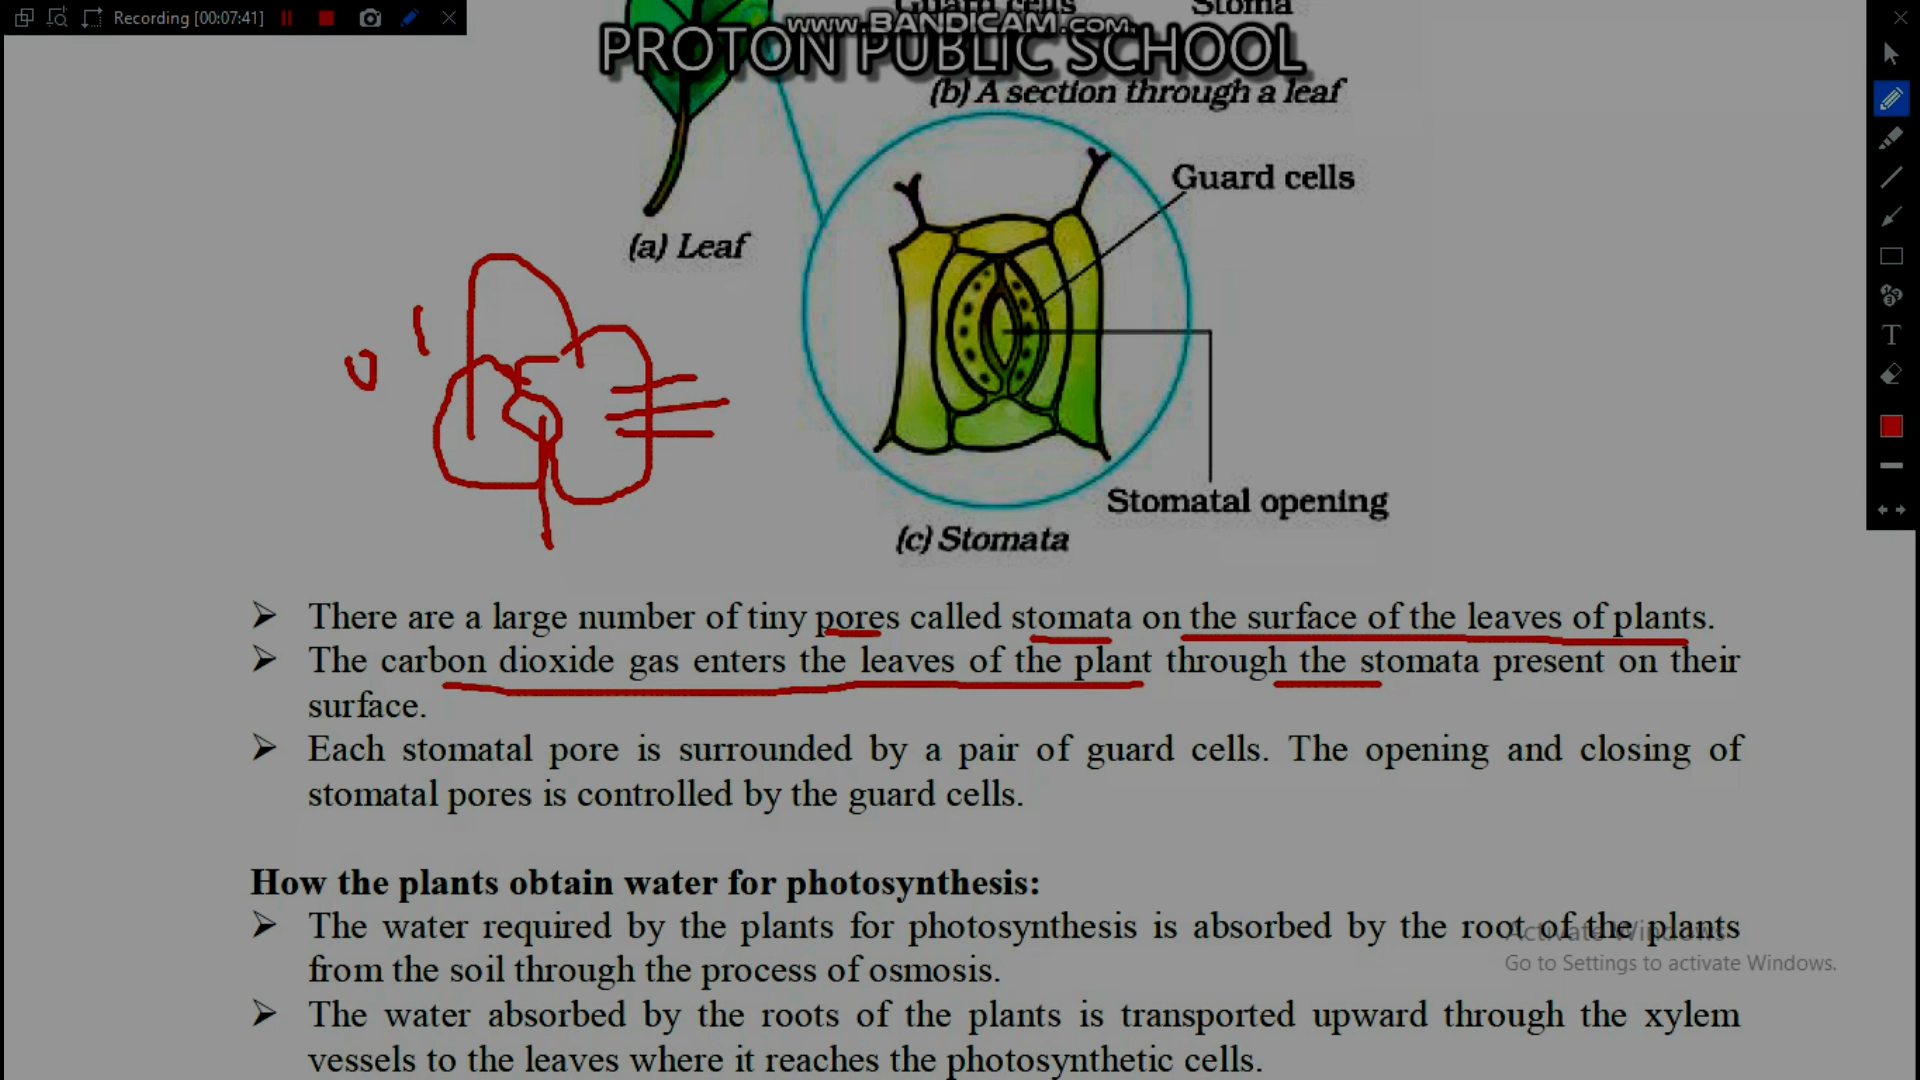 Recording [00:07:41]
www.BANDICAM.com
Guard cells
Stoma
PROTON PUBLIC SCHOOL
(b) A section through a leaf
Guard cells
(a) Leaf
Stomatal opening
(c) Stomata
➢ There are a large number of tiny pores called stomata on the surface of the leaves of plants.
➢ The carbon dioxide gas enters the leaves of the plant through the stomata present on their
surface.
➢ Each stomatal pore is surrounded by a pair of guard cells. The opening and closing of
stomatal pores is controlled by the guard cells.
How the plants obtain water for photosynthesis:
➢ The water required by the plants for photosynthesis is absorbed by the root of the plants
from the soil through the process of osmosis.
➢ The water absorbed by the roots of the plants is transported upward through the xylem
vessels to the leaves where it reaches the photosynthetic cells.
Activate Windows
Go to Settings to activate Windows.